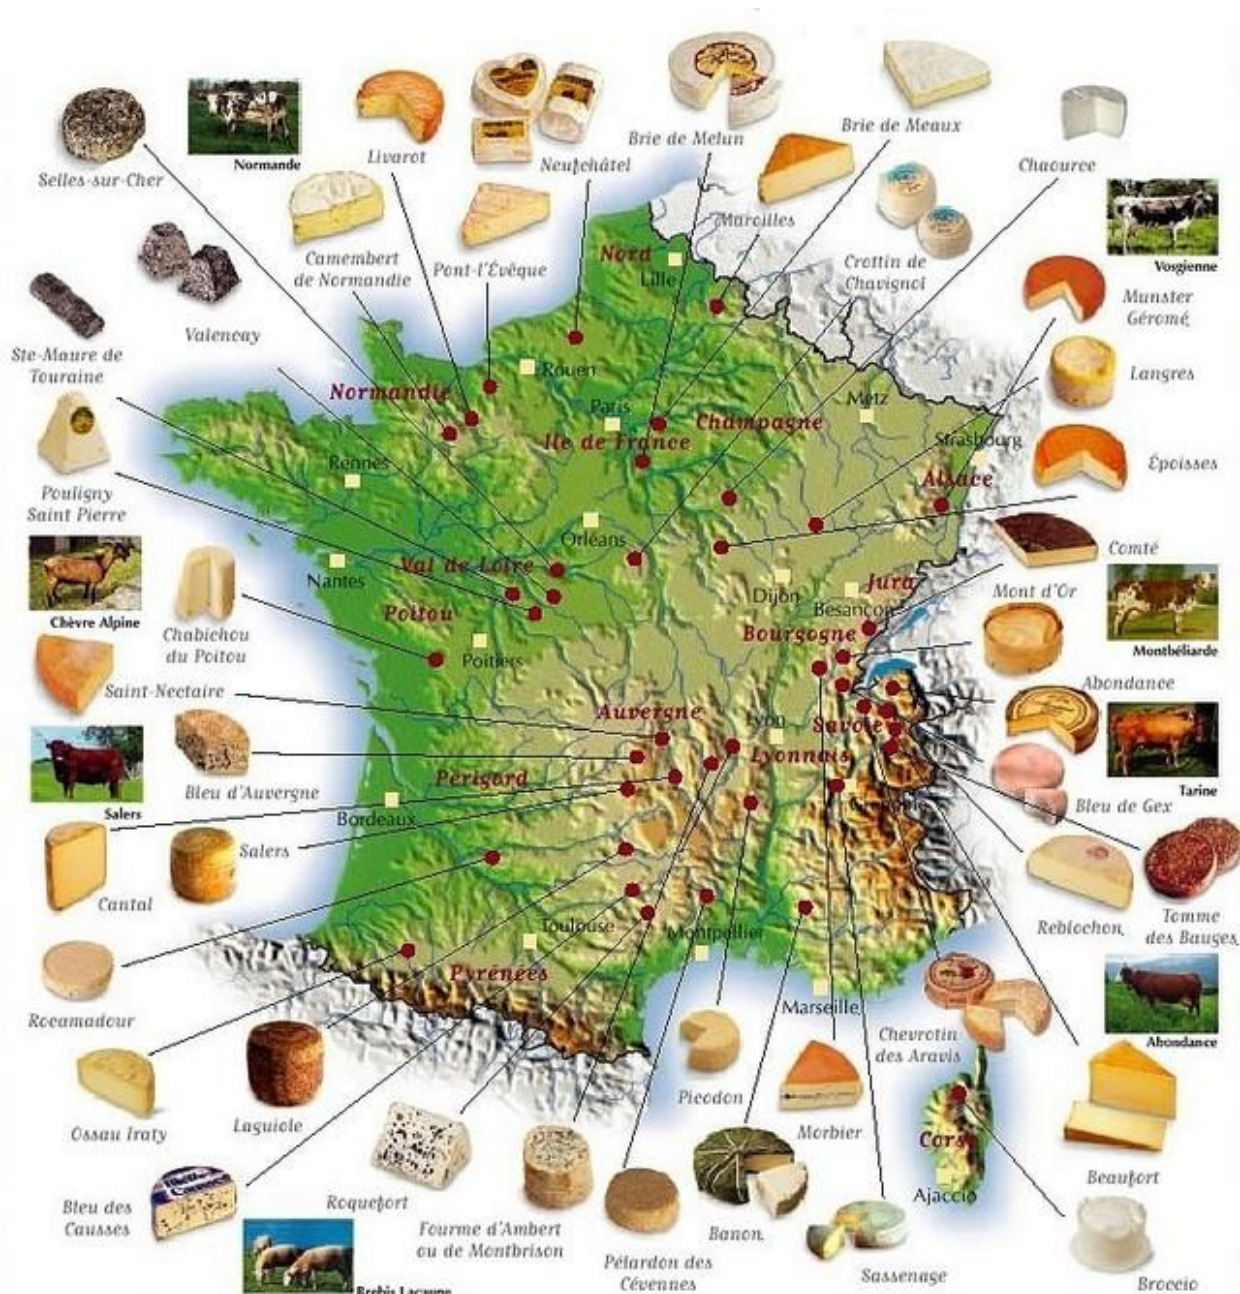 Brie de Melun
Brie de Meaux
Livarot
Neufchâtel
Chaource
Normande
Selles-sur-Cher
Maroilles
Camembert
de Normandie
Pont-l'Évêque
Crottin de
Chavignol
Vosgienne
Nord
Lille
Munster
Géromé
Valencay
Ste-Maure de
Touraine
Rouen
Langres
Normandie
Metz
Paris
Champagne
Ile de France
Strasbourg
Rennes
Époisses
Pouligny
Saint Pierre
Alsace
Orléans
Comté
Nantes
Val de Loire
Dijon
Jura
Besançon
Mont d'Or
Poitou
Chèvre Alpine
Chabichou
du Poitou
Bourgogne
Montbéliarde
Poitiers
Saint-Nectaire
Abondance
Auvergne
Lyon
Savoie
Lyonnais
Périgord
Bleu d'Auvergne
Tarine
Bleu de Gex
Salers
Bordeaux
Grenoble
Salers
Cantal
Reblochon
Tomme
des Bauges
Toulouse
Montpellier
Pyrénées
Rocamadour
Marseille
Chevrotin
des Aravis
Abondance
Picodon
Ossau Iraty
Laguiole
Morbier
Corse
Beaufort
Ajaccio
Roquefort
Bleu des
Causses
Fourme d'Ambert
ou de Montbrison
Banon
Pélardon des
Cévennes
Sassenage
Broccio
Brebis Lacaune